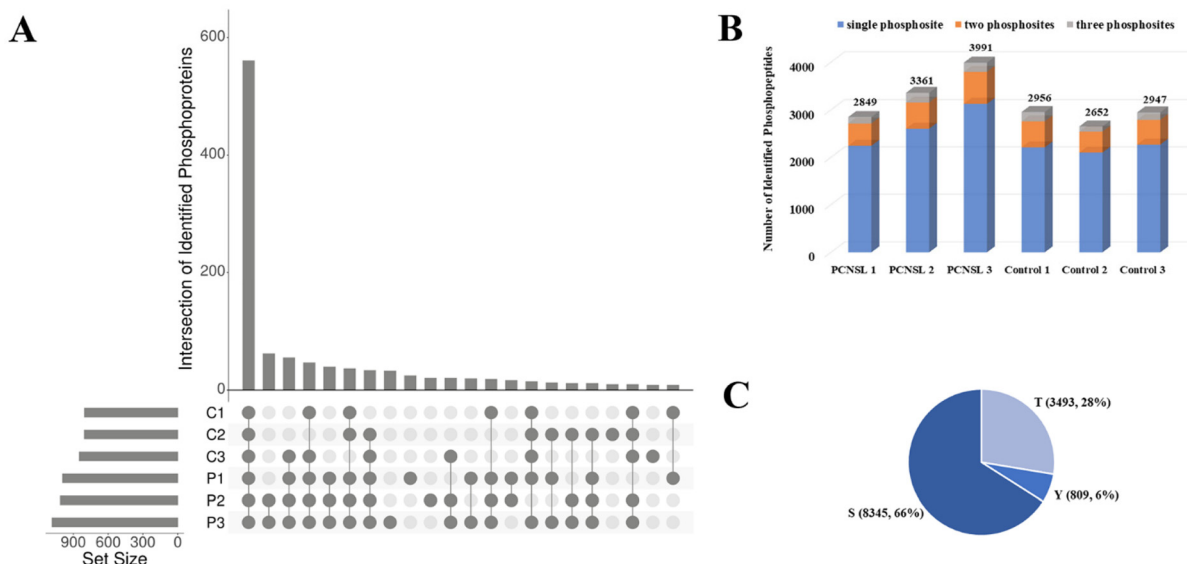 A
Intersection of Identified Phosphoproteins
600
400
200
0
C1
C2
C3
P1
P2
P3
900 600 300 0
Set Size
B
single phosphosite two phosphosites three phosphosites
Number of Identified Phosphopeptides
4000
3000
2000
1000
0
2849
3361
3991
2956
2652
2947
PCNSL 1 PCNSL 2 PCNSL 3 Control 1 Control 2 Control 3
C
T (3493, 28%)
Y (809, 6%)
S (8345, 66%)